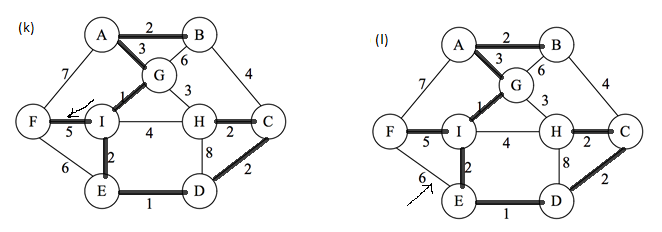 (k)
A 2 B
3 6
G
7 1 3 4
F 5 I 4 H 2 C
6 2 8 2
E 1 D
(l)
A 2 B
3 6
G
7 1 3 4
F 5 I 4 H 2 C
6 2 8 2
E 1 D